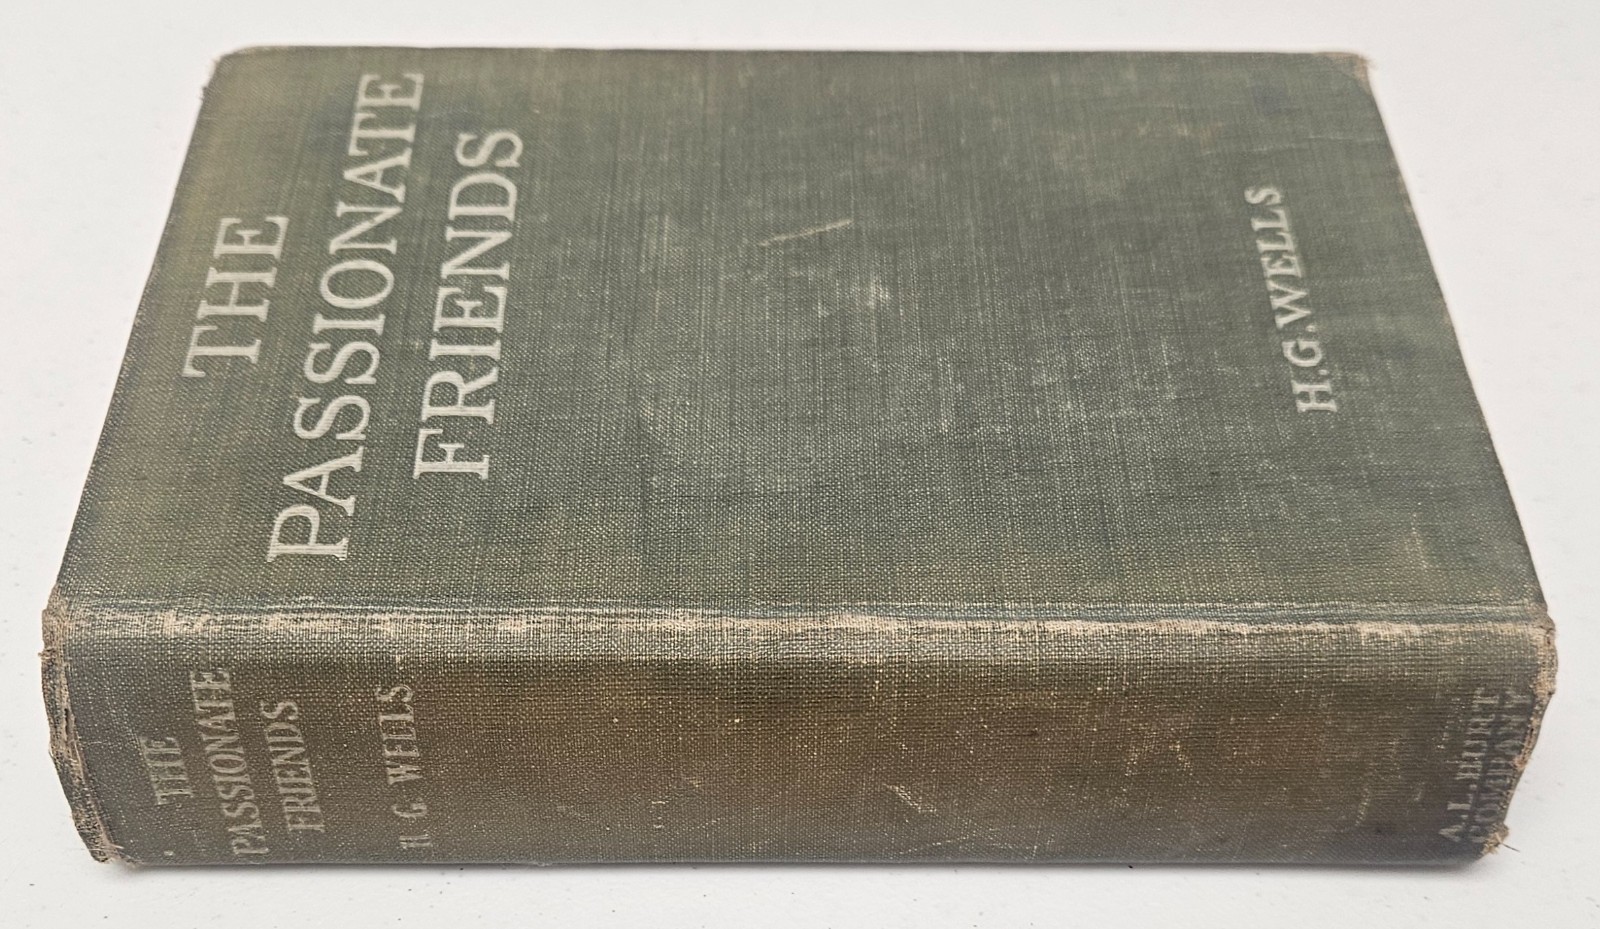 THE
PASSIONATE
FRIENDS
H.G.WELLS
THE
PASSIONATE
FRIENDS
H. G. WELLS
A. L. BURT
COMPANY